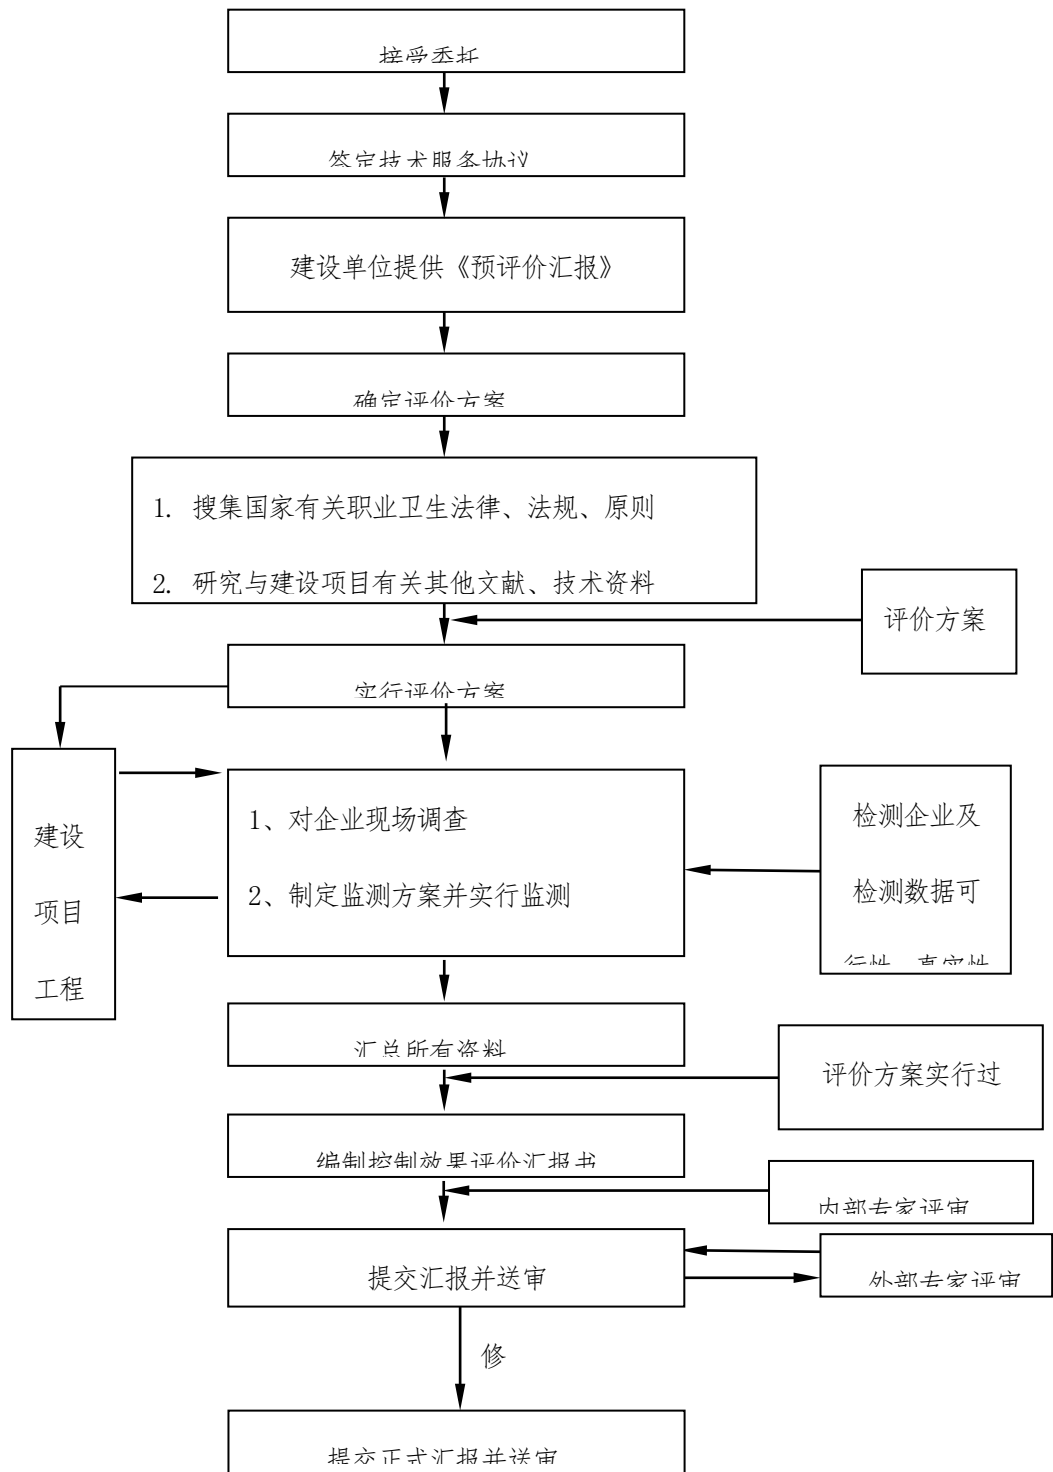 接受委托
签定技术服务协议
建设单位提供《预评价汇报》
确定评价方案
1. 搜集国家有关职业卫生法律、法规、原则
2. 研究与建设项目有关其他文献、技术资料
评价方案
实行评价方案
建设
项目
工程
1、对企业现场调查
2、制定监测方案并实行监测
检测企业及
检测数据可
行性、真实性
汇总所有资料
评价方案实行过
编制控制效果评价汇报书
内部专家评审
提交汇报并送审
外部专家评审
修
提交正式汇报并送审